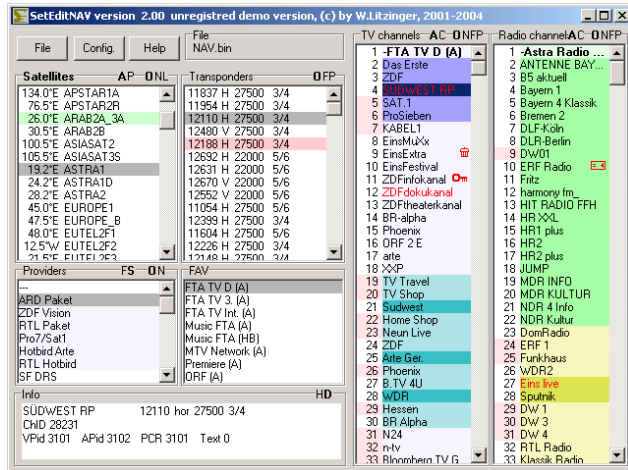 SetEditNAV version 2.00 unregistred demo version, (c) by W.Litzinger, 2001-2004
File
Config.
Help
File
NAV.bin
Satellites AP ONL
134.0°E APSTAR1A
76.5°E APSTAR2R
26.0°E ARAB2A_3A
30.5°E ARAB2B
100.5°E ASIASAT2
105.5°E ASIASAT3S
19.2°E ASTRA1
24.2°E ASTRA1D
28.2°E ASTRA2
45.0°E EUROPE1
47.5°E EUROPE_B
48.0°E EUTEL2F1
12.5°W EUTEL2F2
21.5°E EUTEL2F3
Transponders OFP
11837 H 27500 3/4
11954 H 27500 3/4
12110 H 27500 3/4
12480 V 27500 3/4
12188 H 27500 3/4
12692 H 22000 5/6
12631 H 22000 5/6
12670 V 22000 5/6
12552 V 22000 5/6
11054 H 27500 5/6
12399 H 27500 3/4
11604 H 27500 5/6
12226 H 27500 3/4
12148 H 27500 3/4
Providers FS ON
---
ARD Paket
ZDF Vision
RTL Paket
Pro7/Sat1
Hotbird Arte
RTL Hotbird
SF DRS
FAV
FTA TV D (A)
FTA TV 3. (A)
FTA TV Int. (A)
Music FTA (A)
Music FTA (HB)
MTV Network (A)
Premiere (A)
ORF (A)
Info HD
SÜDWEST RP 12110 hor 27500 3/4
ChID 28231
VPid 3101 APid 3102 PCR 3101 Text 0
TV channels AC ONFP
1 -FTA TV D (A)
2 Das Erste
3 ZDF
4 SÜDWEST RP
5 SAT.1
6 ProSieben
7 KABEL1
8 EinsMuXx
9 EinsExtra
10 EinsFestival
11 ZDFinfokanal
12 ZDFdokukanal
13 ZDFtheaterkanal
14 BR-alpha
15 Phoenix
16 ORF 2 E
17 arte
18 XXP
19 TV Travel
20 TV Shop
21 Sudwest
22 Home Shop
23 Neun Live
24 ZDF
25 Arte Ger.
26 Phoenix
27 B.TV 4U
28 WDR
29 Hessen
30 BR Alpha
31 N24
32 n-tv
33 Bloomberg TV G
Radio channel AC ONFP
1 -Astra Radio ...
2 ANTENNE BAY...
3 B5 aktuell
4 Bayern 1
5 Bayern 4 Klassik
6 Bremen 2
7 DLF-Köln
8 DLR-Berlin
9 DW01
10 ERF Radio
11 Fritz
12 harmony fm_
13 HIT RADIO FFH
14 HR XXL
15 HR1 plus
16 HR2
17 HR2 plus
18 JUMP
19 MDR INFO
20 MDR KULTUR
21 NDR 4 Info
22 NDR Kultur
23 DomRadio
24 ERF 1
25 Funkhaus
26 WDR2
27 Eins live
28 Sputnik
29 DW 1
30 DW 3
31 DW 4
32 RTL Radio
33 Klassik Radio